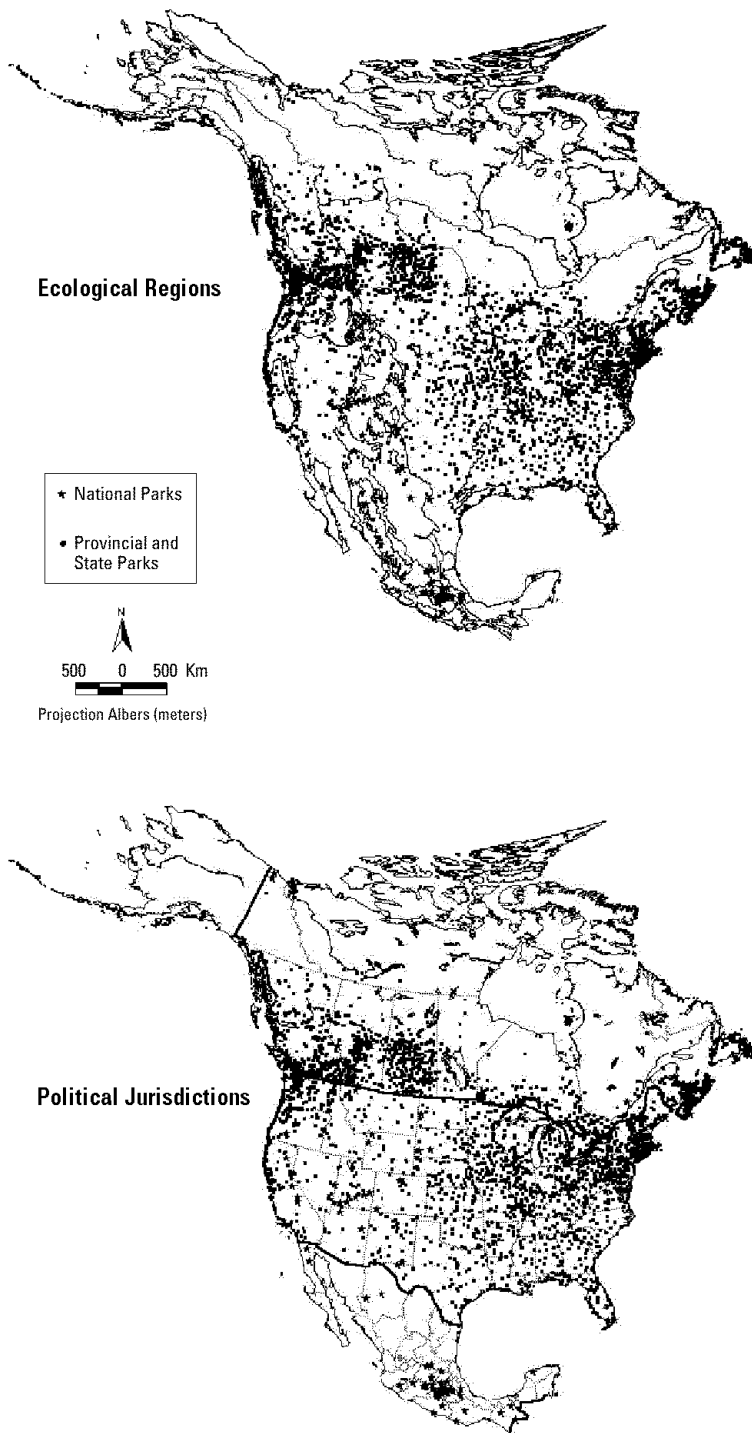 Ecological Regions
National Parks
Provincial and
State Parks
N
500 0 500 Km
Projection Albers (meters)
Political Jurisdictions